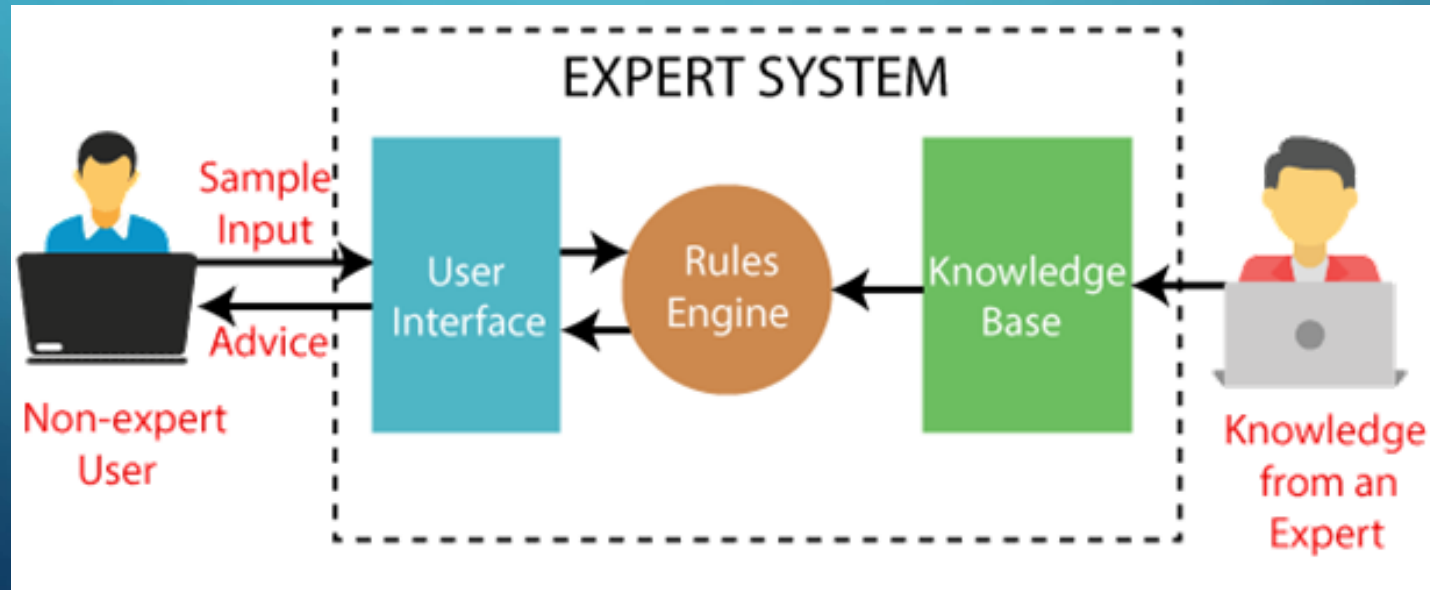 EXPERT SYSTEM
Sample
Input
Advice
Non-expert
User
User
Interface
Rules
Engine
Knowledge
Base
Knowledge
from an
Expert